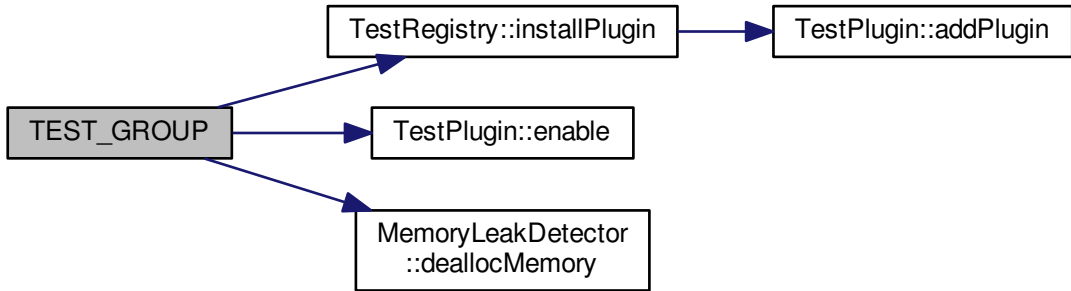 TestRegistry::installPlugin
TestPlugin::addPlugin
TEST_GROUP
TestPlugin::enable
MemoryLeakDetector
::deallocMemory